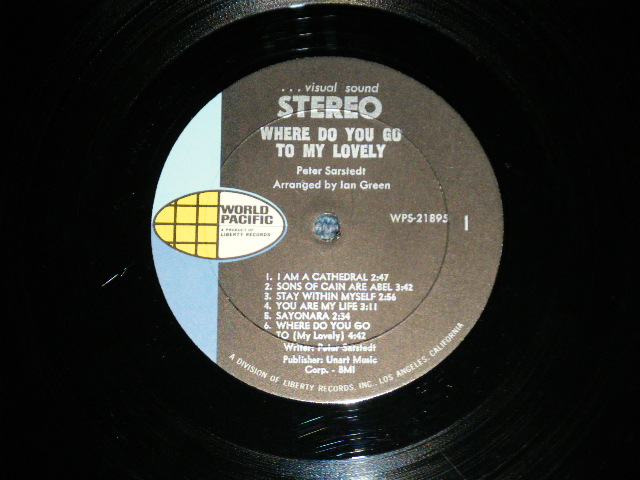 ...visual sound
STEREO
WHERE DO YOU GO
TO MY LOVELY
Peter Sarstedt
Arranged by Ian Green
WORLD
PACIFIC
A PRODUCT OF
LIBERTY RECORDS
WPS-21895
1
1. I AM A CATHEDRAL 2:47
2. SONS OF CAIN ARE ABEL 3:42
3. STAY WITHIN MYSELF 2:56
4. YOU ARE MY LIFE 3:11
5. SAYONARA 2:34
6. WHERE DO YOU GO
TO (My Lovely) 4:42
Writer: Peter Sarstedt
Publisher: Unart Music
Corp. - BMI
A DIVISION OF LIBERTY RECORDS, INC., LOS ANGELES, CALIFORNIA